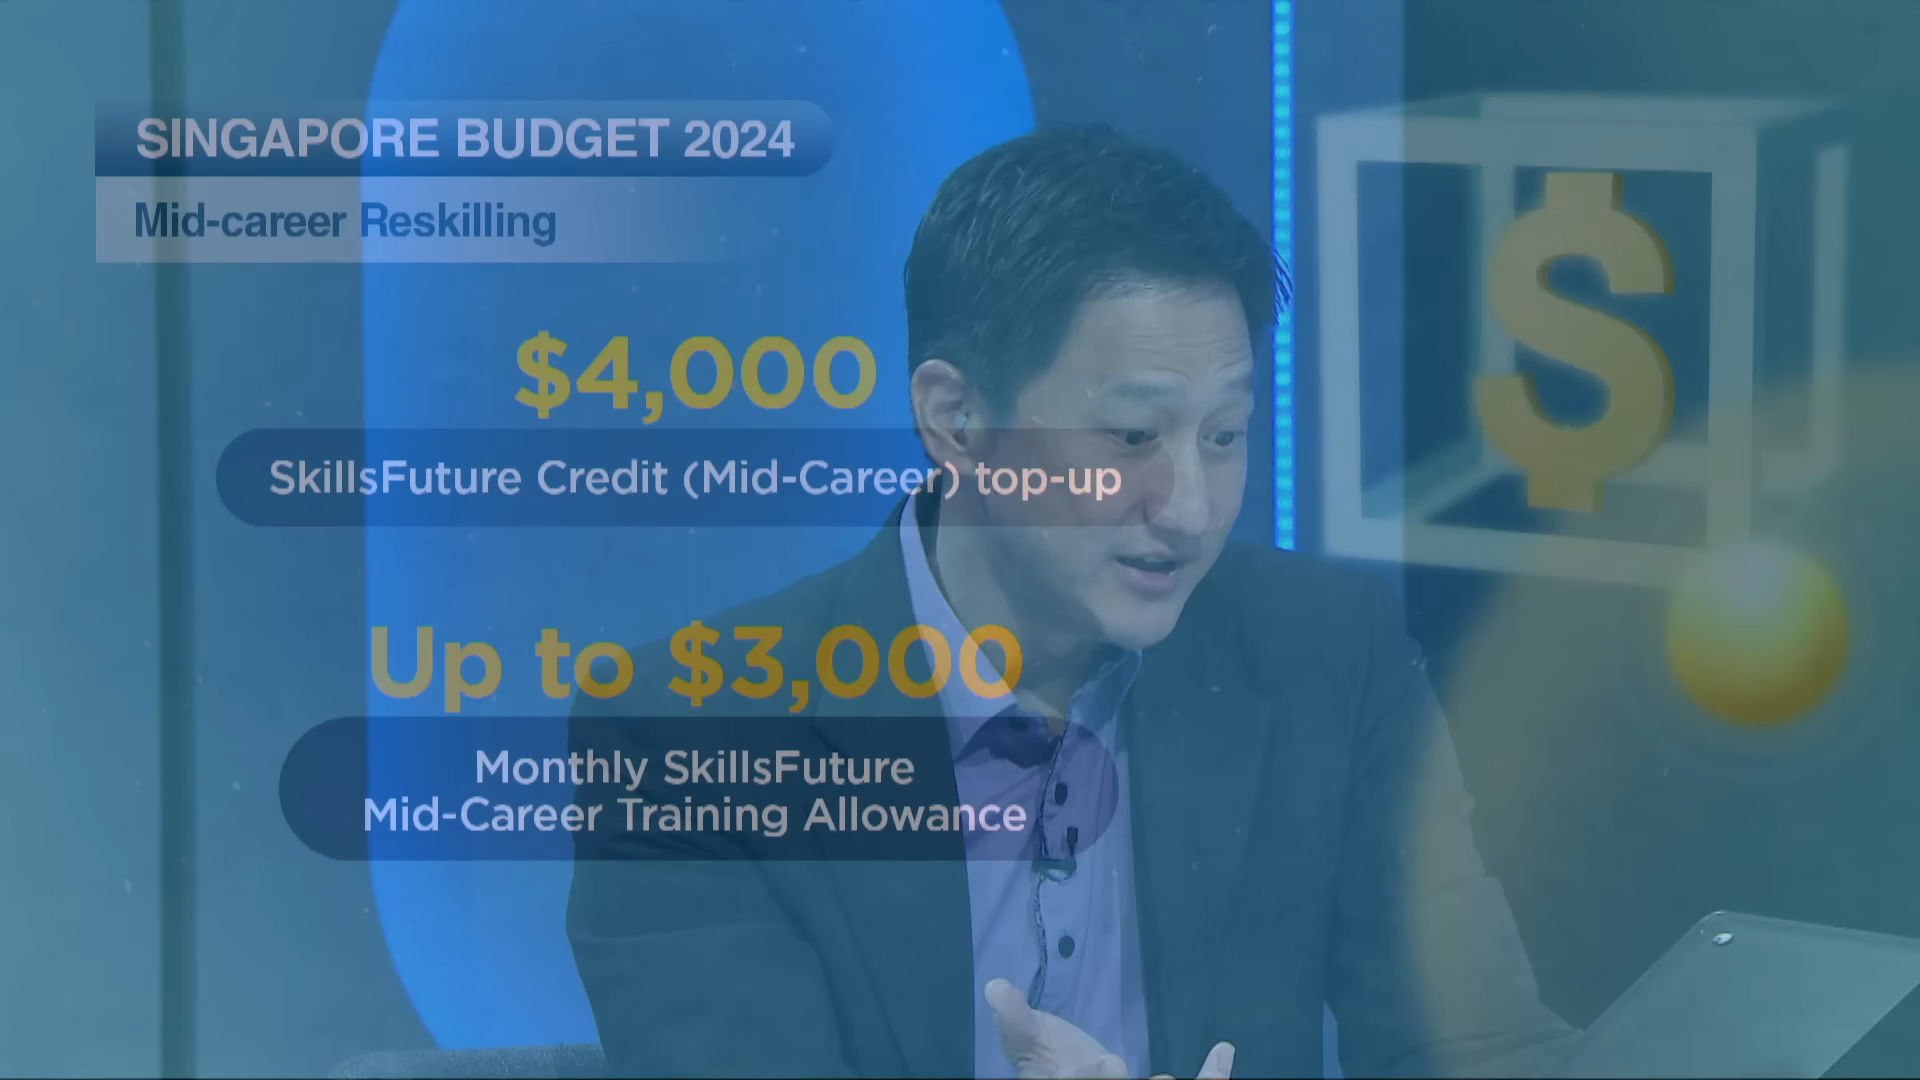 SINGAPORE BUDGET 2024
Mid-career Reskilling
$4,000
SkillsFuture Credit (Mid-Career) top-up
Up to $3,000
Monthly SkillsFuture
Mid-Career Training Allowance
$